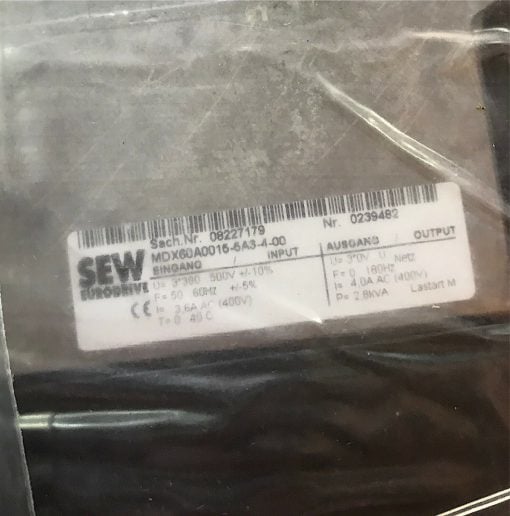 Sach.Nr. 08227179 Nr. 0239482
MDX60A0015-5A3-4-00
SEW
EURODRIVE
EINGANG / INPUT
U= 3*380 500V +/-10%
F= 50 60Hz +/-5%
I= 3,6A AC (400V)
T= 0 40 C
CE
AUSGANG / OUTPUT
U= 3*0V U Netz
F= 0 180Hz
I= 4,0A AC (400V)
P= 2,8kVA Lastart M